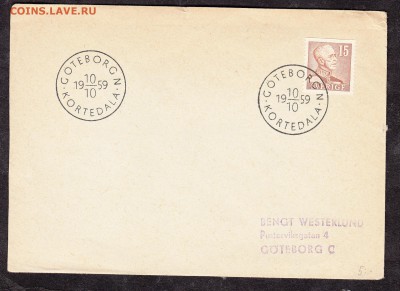 COINS.LAVE.RU
GÖTEBORG N.
19 10/10 59
KORTEDALA
GÖTEBORG N.
19 10/10 59
KORTEDALA
15
SVERIGE
BENGT WESTERLUND
4
GÖTEBORG C